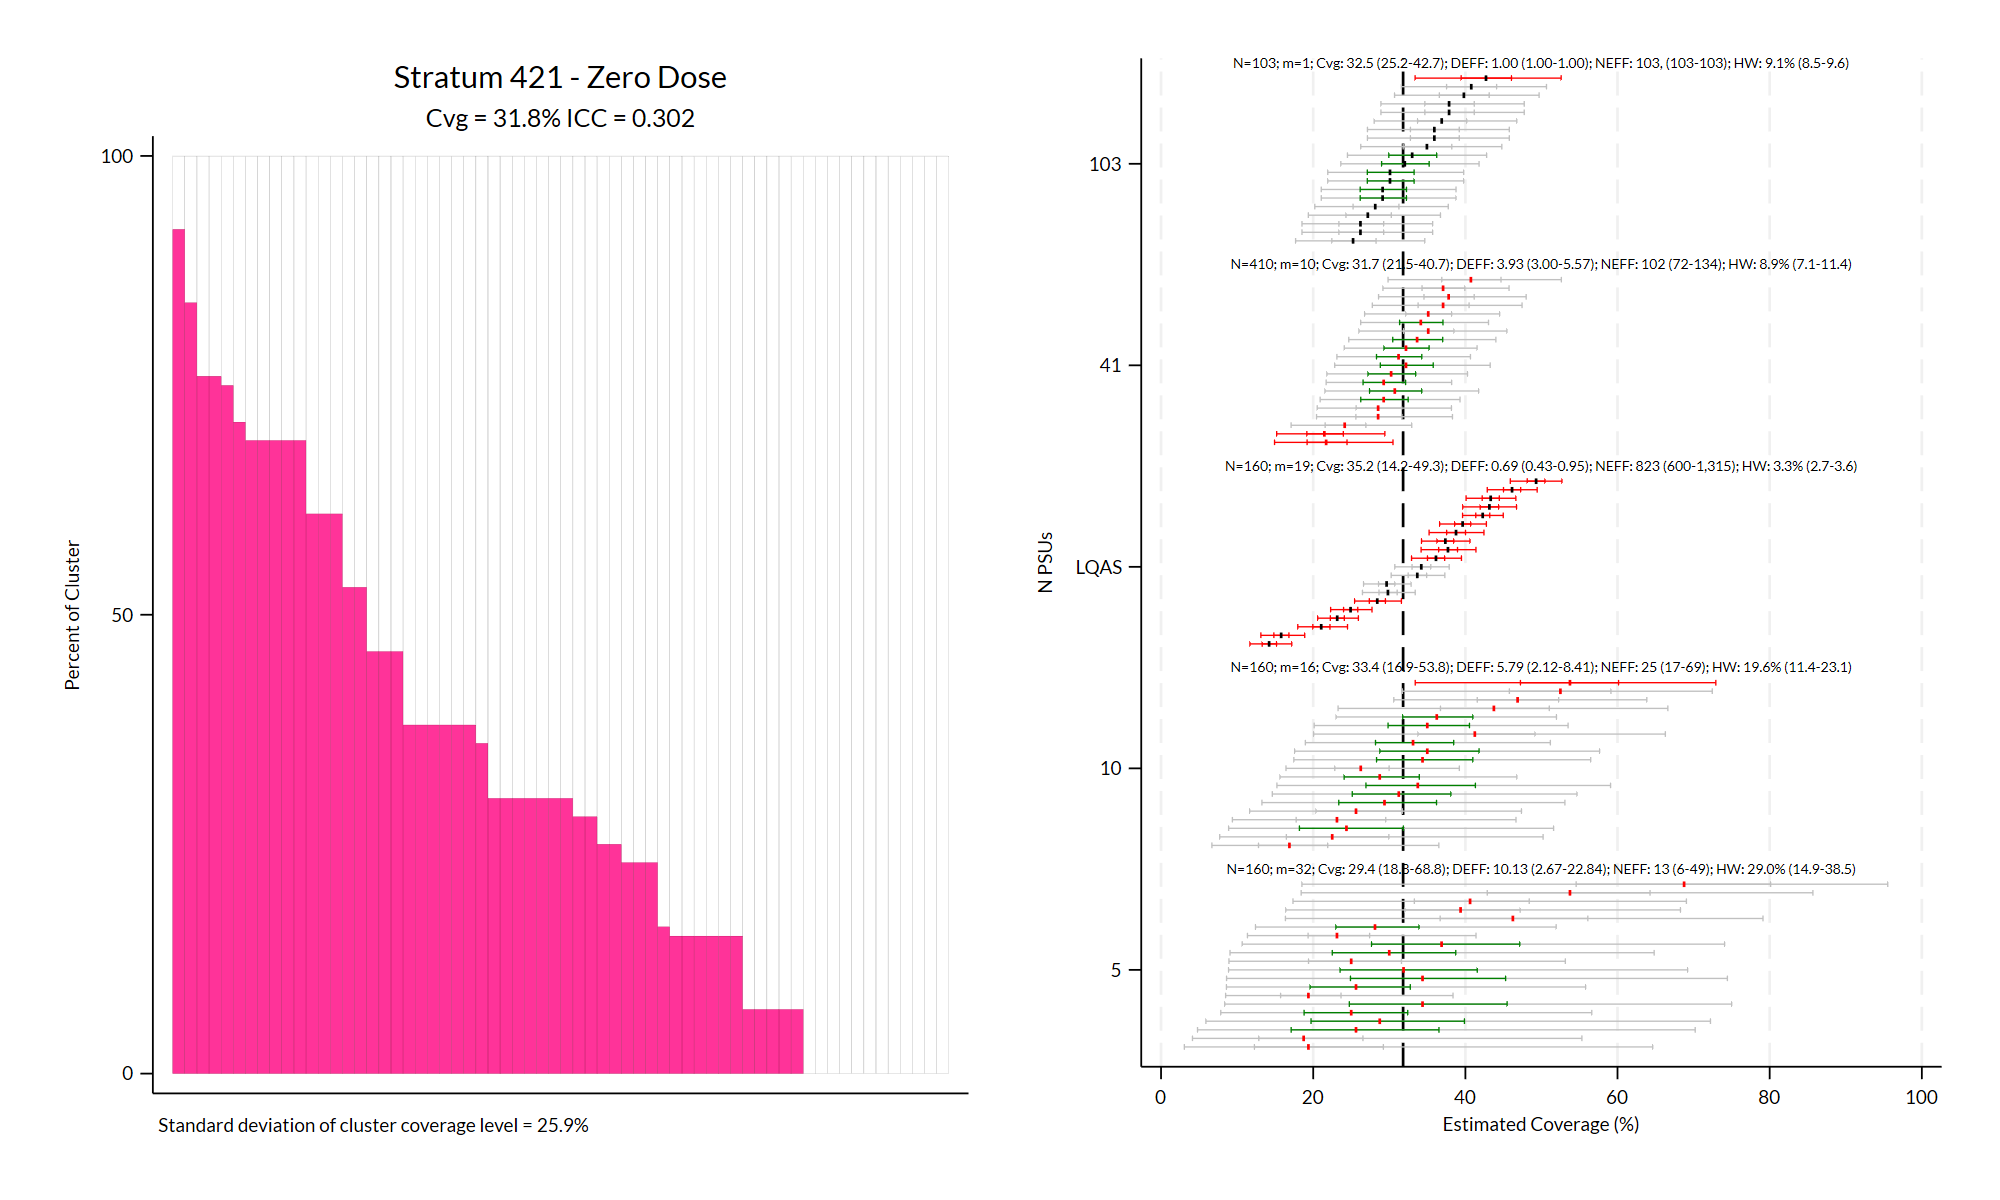 Stratum 421 - Zero Dose
Cvg = 31.8% ICC = 0.302
100
50
0
Percent of Cluster
Standard deviation of cluster coverage level = 25.9%
N=103; m=1; Cvg: 32.5 (25.2-42.7); DEFF: 1.00 (1.00-1.00); NEFF: 103, (103-103); HW: 9.1% (8.5-9.6)
103
N=410; m=10; Cvg: 31.7 (21.5-40.7); DEFF: 3.93 (3.00-5.57); NEFF: 102 (72-134); HW: 8.9% (7.1-11.4)
41
N=160; m=19; Cvg: 35.2 (14.2-49.3); DEFF: 0.69 (0.43-0.95); NEFF: 823 (600-1,315); HW: 3.3% (2.7-3.6)
LQAS
N=160; m=16; Cvg: 33.4 (16.9-53.8); DEFF: 5.79 (2.12-8.41); NEFF: 25 (17-69); HW: 19.6% (11.4-23.1)
10
N=160; m=32; Cvg: 29.4 (18.8-68.8); DEFF: 10.13 (2.67-22.84); NEFF: 13 (6-49); HW: 29.0% (14.9-38.5)
5
N PSUs
0 20 40 60 80 100
Estimated Coverage (%)